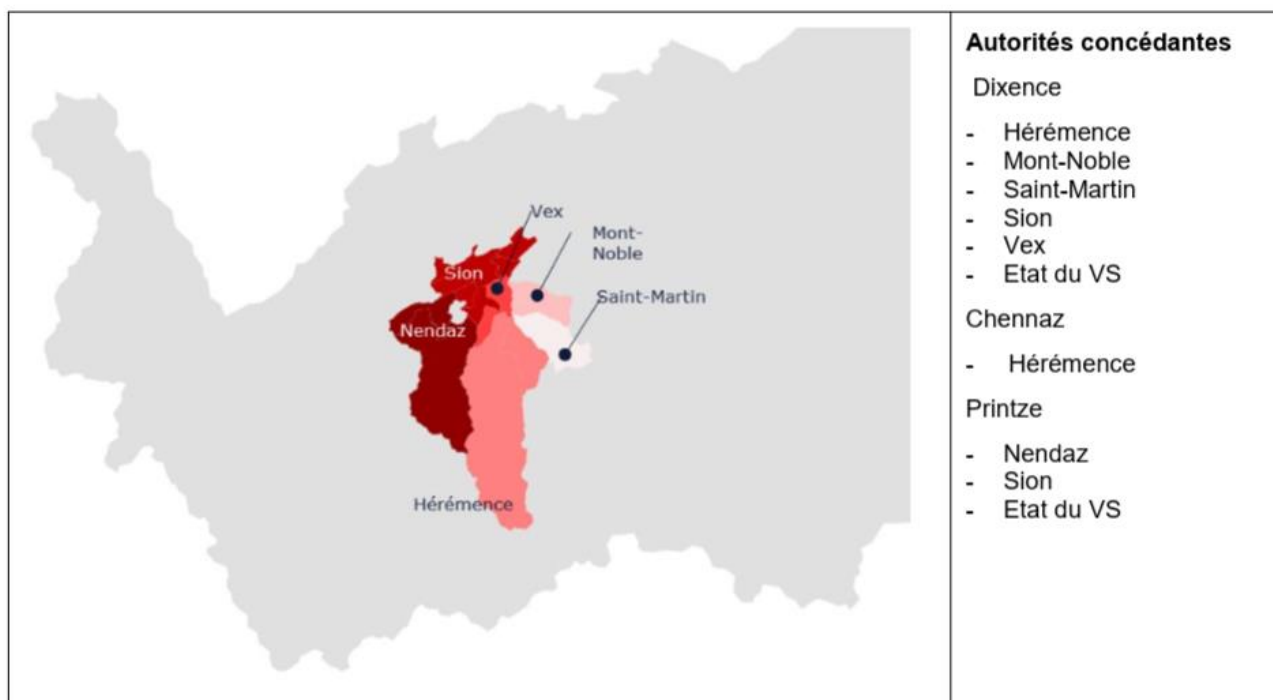 Vex
Mont-
Noble
Sion
Saint-Martin
Nendaz
Hérémence
Autorités concédantes
Dixence
- Hérémence
- Mont-Noble
- Saint-Martin
- Sion
- Vex
- Etat du VS
Chennaz
- Hérémence
Printze
- Nendaz
- Sion
- Etat du VS